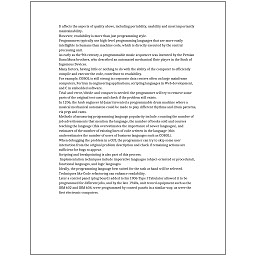 It affects the aspects of quality above, including portability, usability and most importantly
maintainability.
However, readability is more than just programming style.
Programmers typically use high-level programming languages that are more easily
intelligible to humans than machine code, which is directly executed by the central
processing unit.
As early as the 9th century, a programmable music sequencer was invented by the Persian
Banu Musa brothers, who described an automated mechanical flute player in the Book of
Ingenious Devices.
Many factors, having little or nothing to do with the ability of the computer to efficiently
compile and execute the code, contribute to readability.
For example, COBOL is still strong in corporate data centers often on large mainframe
computers, Fortran in engineering applications, scripting languages in Web development,
and C in embedded software.
Trial-and-error/divide-and-conquer is needed: the programmer will try to remove some
parts of the original test case and check if the problem still exists.
In 1206, the Arab engineer Al-Jazari invented a programmable drum machine where a
musical mechanical automaton could be made to play different rhythms and drum patterns,
via pegs and cams.
Methods of measuring programming language popularity include: counting the number of
job advertisements that mention the language, the number of books sold and courses
teaching the language (this overestimates the importance of newer languages), and
estimates of the number of existing lines of code written in the language (this
underestimates the number of users of business languages such as COBOL).
When debugging the problem in a GUI, the programmer can try to skip some user
interaction from the original problem description and check if remaining actions are
sufficient for bugs to appear.
Scripting and breakpointing is also part of this process.
Implementation techniques include imperative languages (object-oriented or procedural),
functional languages, and logic languages.
Ideally, the programming language best suited for the task at hand will be selected.
Techniques like Code refactoring can enhance readability.
Later a control panel (plug board) added to his 1906 Type I Tabulator allowed it to be
programmed for different jobs, and by the late 1940s, unit record equipment such as the
IBM 602 and IBM 604, were programmed by control panels in a similar way, as were the
first electronic computers.